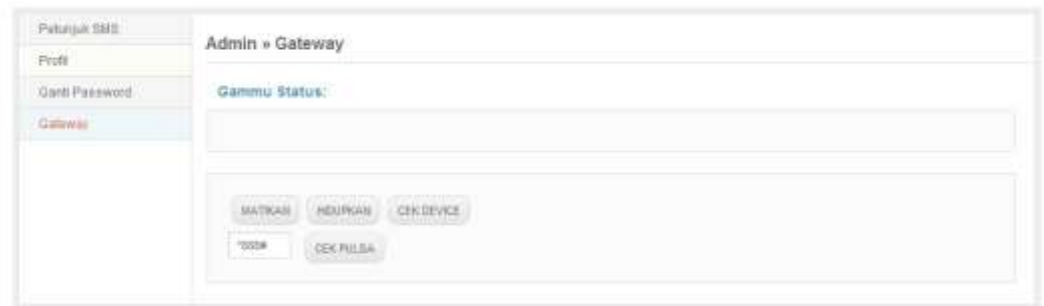 Petunjuk SMS
Profil
Ganti Password
Gateway
Admin » Gateway
Gammu Status:
MATIKAN HIDUPKAN CEK DEVICE
CEK PULSA